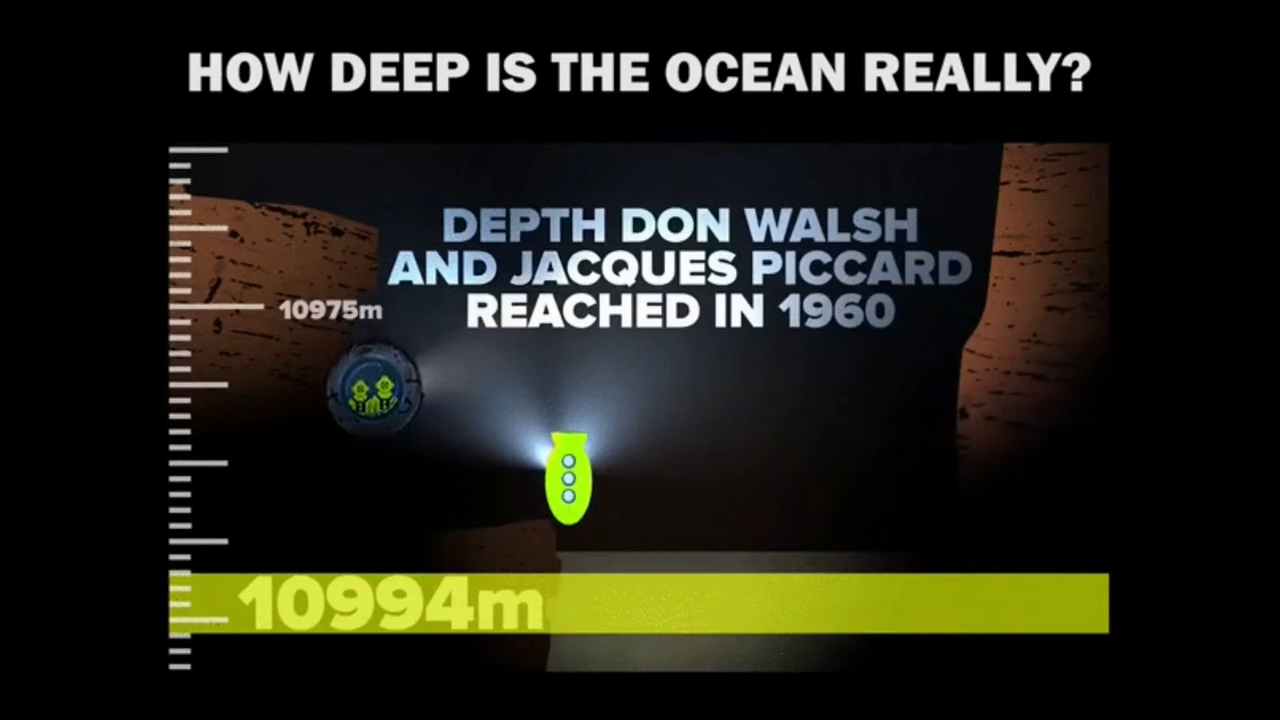 HOW DEEP IS THE OCEAN REALLY?
DEPTH DON WALSH
AND JACQUES PICCARD
REACHED IN 1960
10975m
10994m